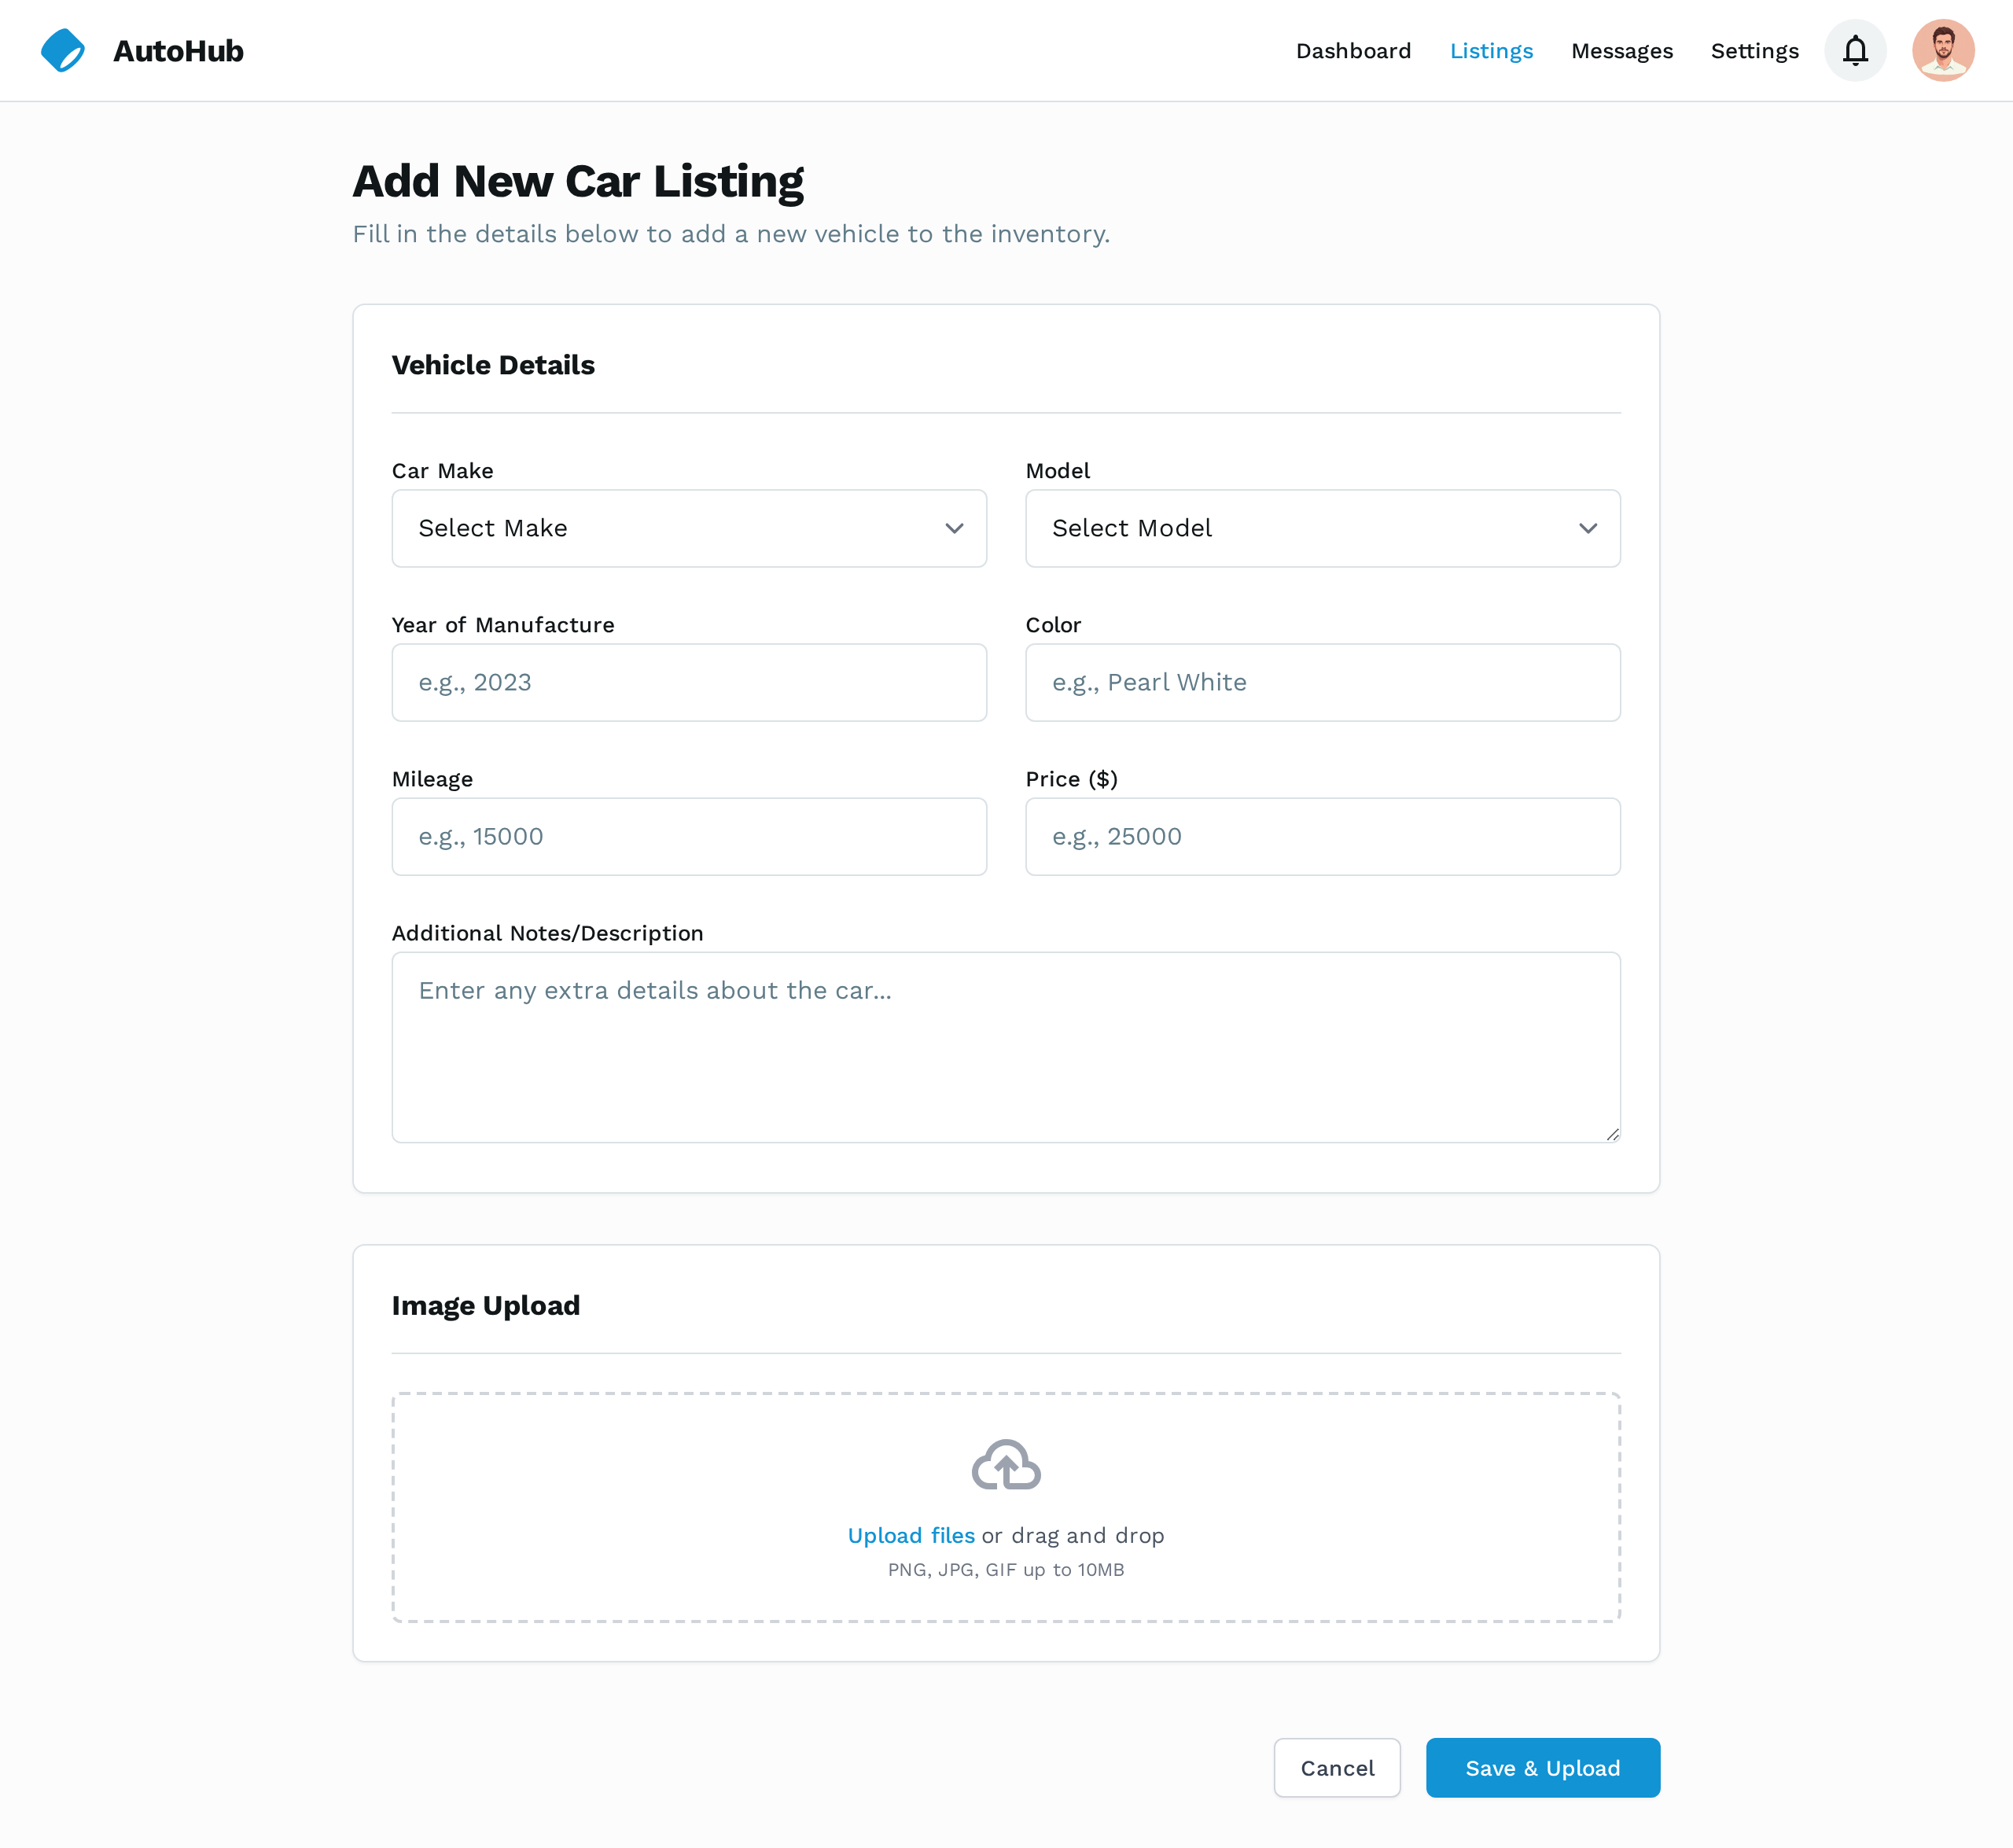 AutoHub
Dashboard Listings Messages Settings
Add New Car Listing
Fill in the details below to add a new vehicle to the inventory.
Vehicle Details
Car Make
Select Make
Model
Select Model
Year of Manufacture
e.g., 2023
Color
e.g., Pearl White
Mileage
e.g., 15000
Price ($)
e.g., 25000
Additional Notes/Description
Enter any extra details about the car...
Image Upload
Upload files or drag and drop
PNG, JPG, GIF up to 10MB
Cancel
Save & Upload